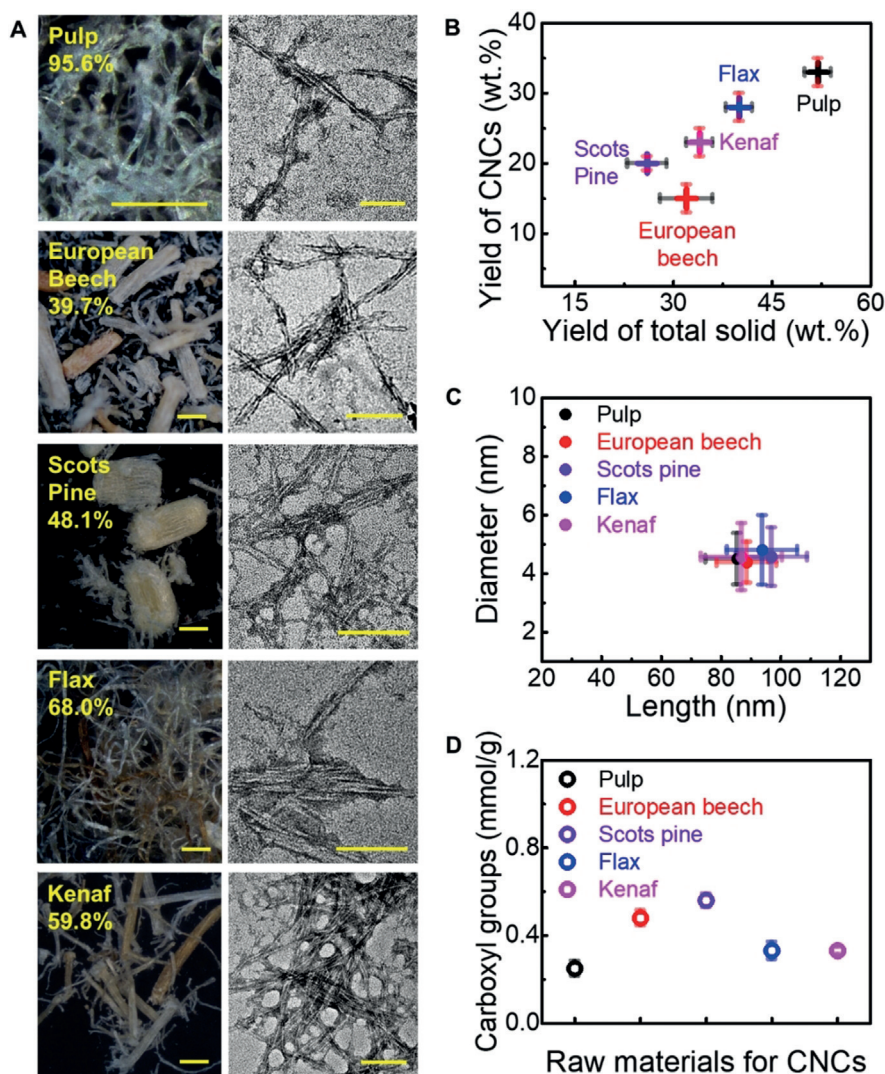 A
Pulp
95.6%
European
Beech
39.7%
Scots
Pine
48.1%
Flax
68.0%
Kenaf
59.8%
B
Yield of CNCs (wt.%)
40
30
20
10
Flax
Pulp
Scots
Pine
Kenaf
European
beech
15
30
45
60
Yield of total solid (wt.%)
C
Diameter (nm)
10
8
6
4
2
Pulp
European beech
Scots pine
Flax
Kenaf
20
40
60
80
100
120
Length (nm)
D
Carboxyl groups (mmol/g)
1.2
0.8
0.4
0.0
Pulp
European beech
Scots pine
Flax
Kenaf
Raw materials for CNCs